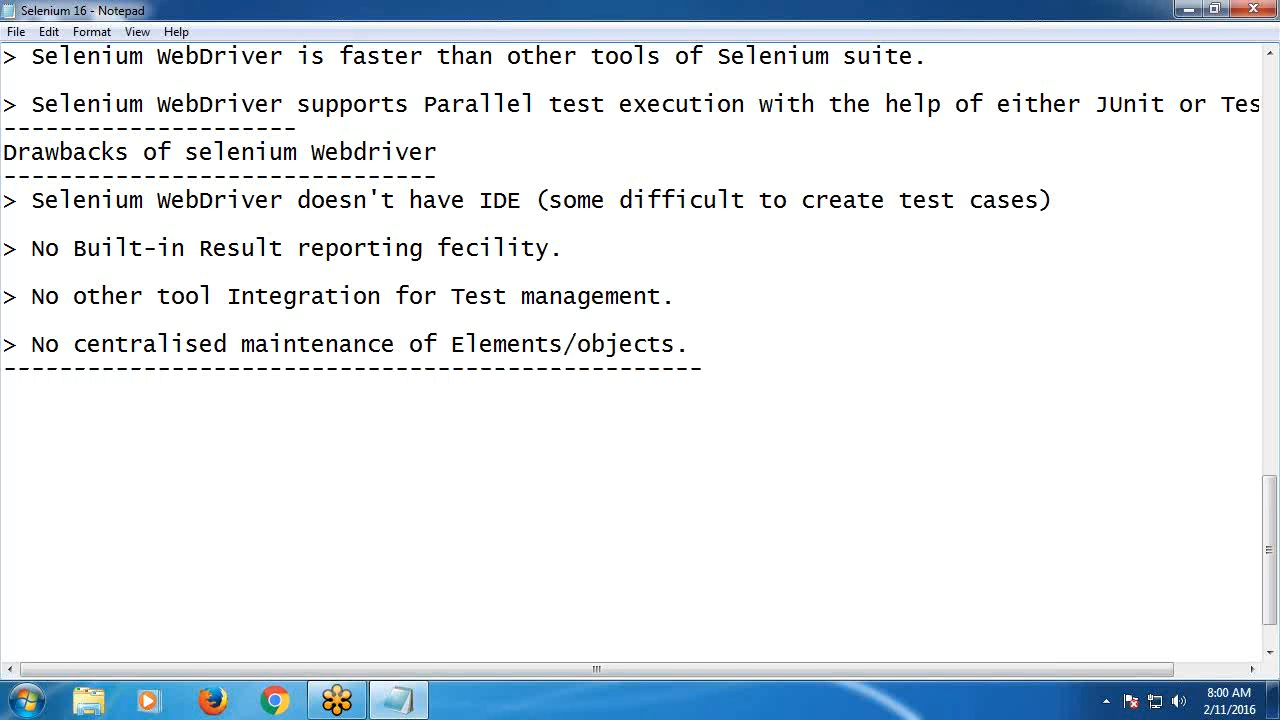 Selenium 16 - Notepad
File Edit Format View Help
> Selenium WebDriver is faster than other tools of Selenium suite.
> Selenium WebDriver supports Parallel test execution with the help of either JUnit or Tes
---------------------
Drawbacks of selenium Webdriver
-------------------------------
> Selenium WebDriver doesn't have IDE (some difficult to create test cases)
> No Built-in Result reporting fecility.
> No other tool Integration for Test management.
> No centralised maintenance of Elements/objects.
--------------------------------------------------
8:00 AM
2/11/2016